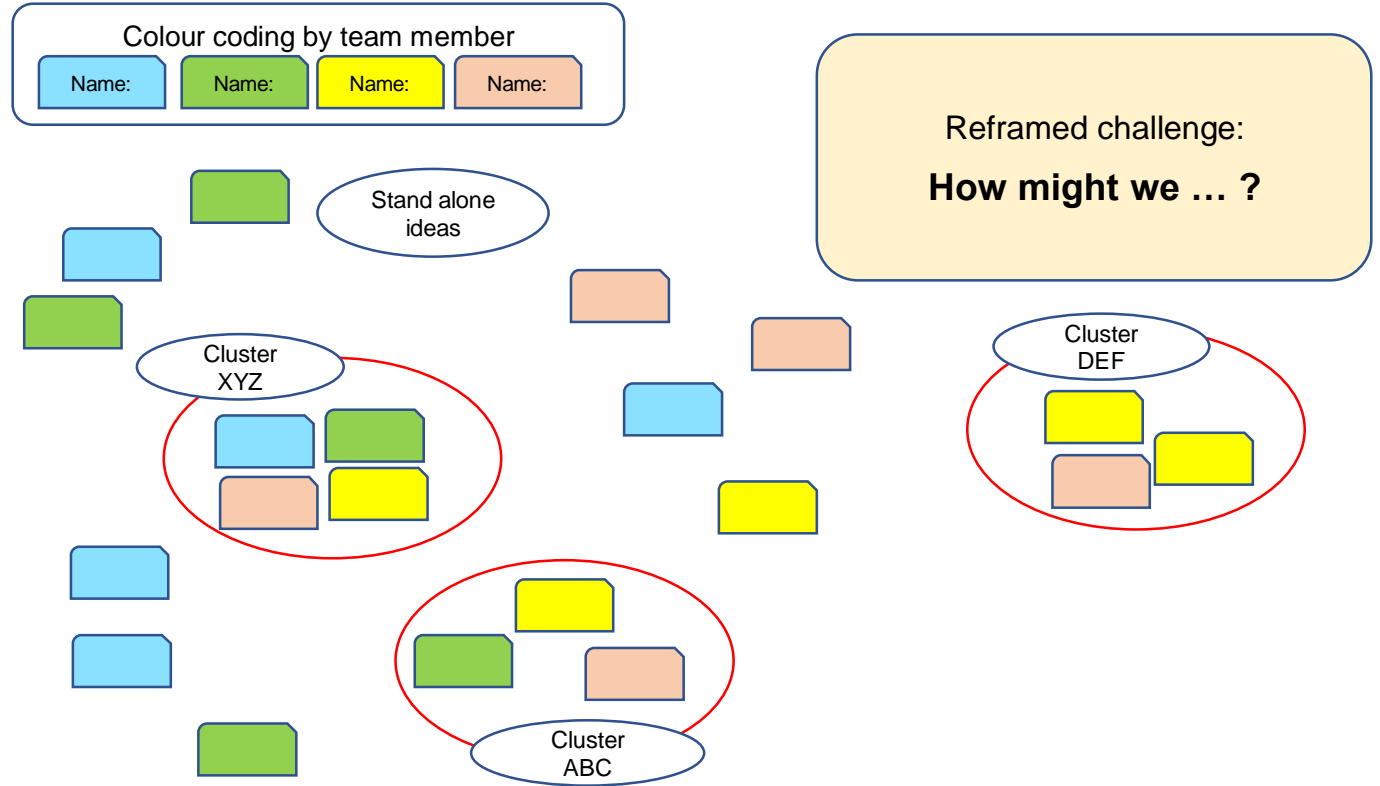 Colour coding by team member
Name: Name: Name: Name:
Reframed challenge:
How might we … ?
Stand alone
ideas
Cluster
XYZ
Cluster
DEF
Cluster
ABC